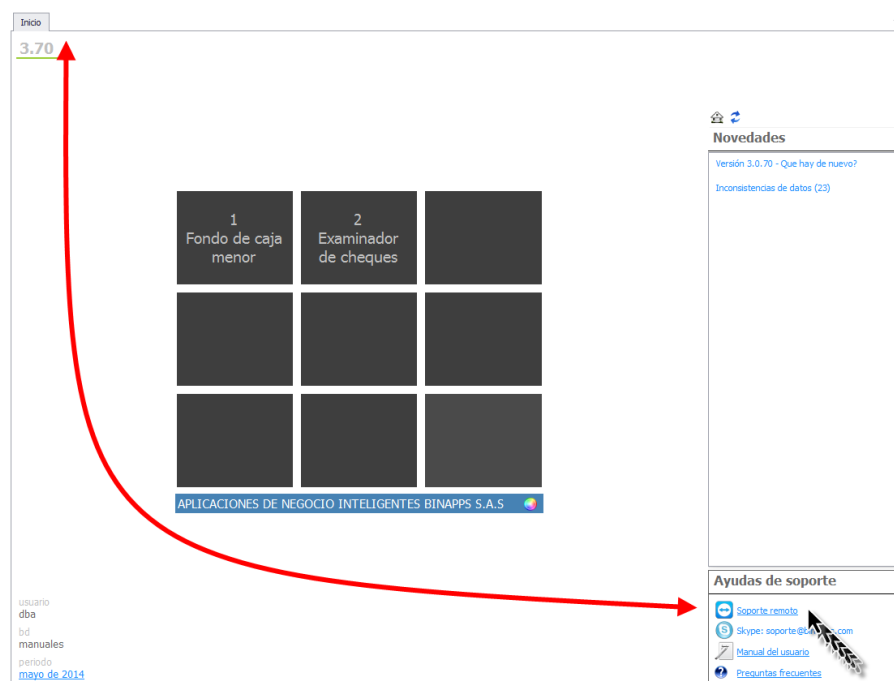 Inicio
3.70
Novedades
Versión 3.0.70 - Que hay de nuevo?
Inconsistencias de datos (23)
1
Fondo de caja
menor
2
Examinador
de cheques
APLICACIONES DE NEGOCIO INTELIGENTES BINAPPS S.A.S
Ayudas de soporte
Soporte remoto
Skype:
Manual del usuario
Preguntas frecuentes
usuario
dba
bd
manuales
periodo
mayo de 2014